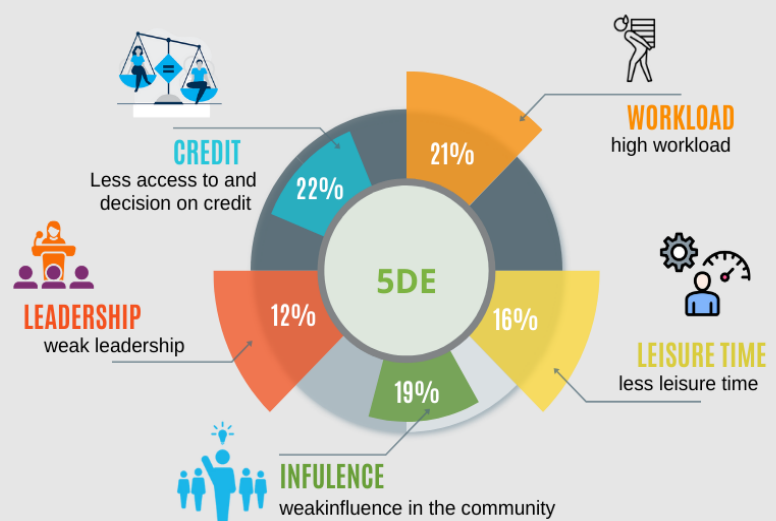 WORKLOAD
high workload
21%
CREDIT
Less access to and
decision on credit
22%
5DE
LEADERSHIP
weak leadership
12%
16%
LEISURE TIME
less leisure time
19%
INFULENCE
weakinfluence in the community